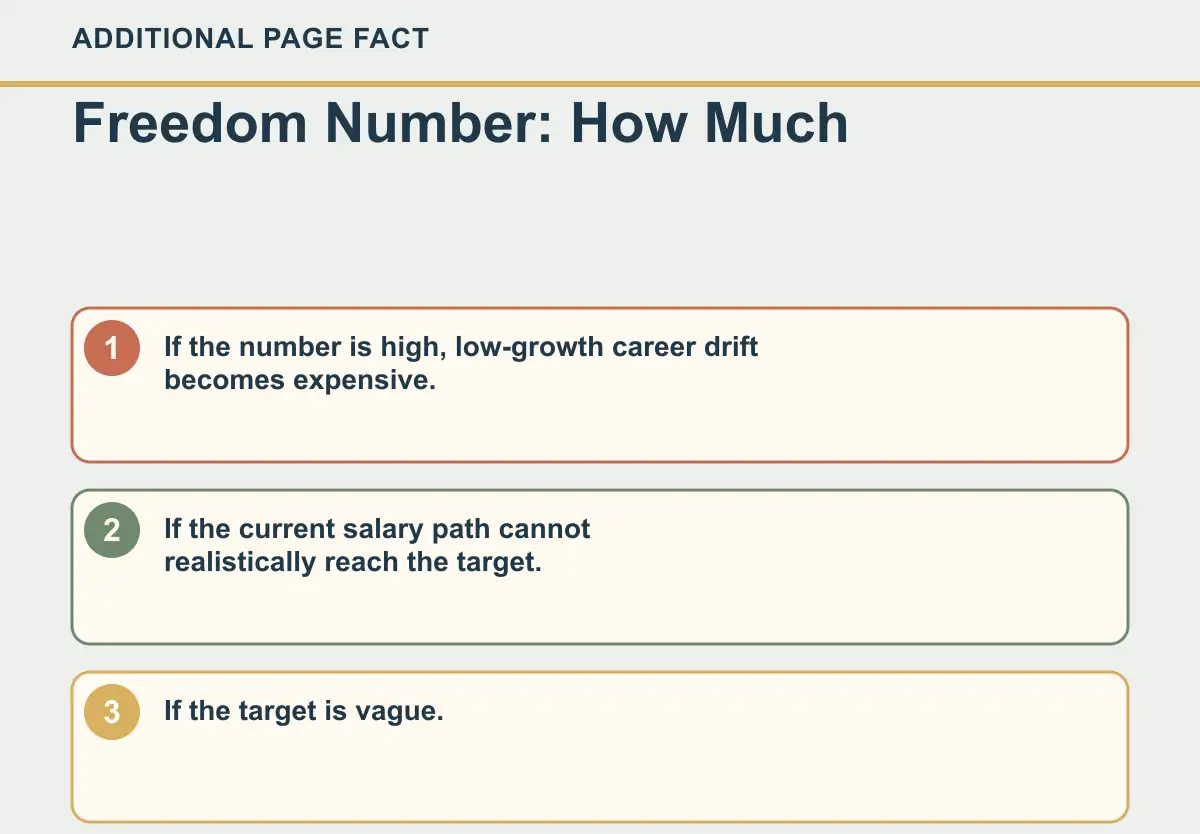 ADDITIONAL PAGE FACT
Freedom Number: How Much
1
If the number is high, low-growth career drift
becomes expensive.
2
If the current salary path cannot
realistically reach the target.
3
If the target is vague.